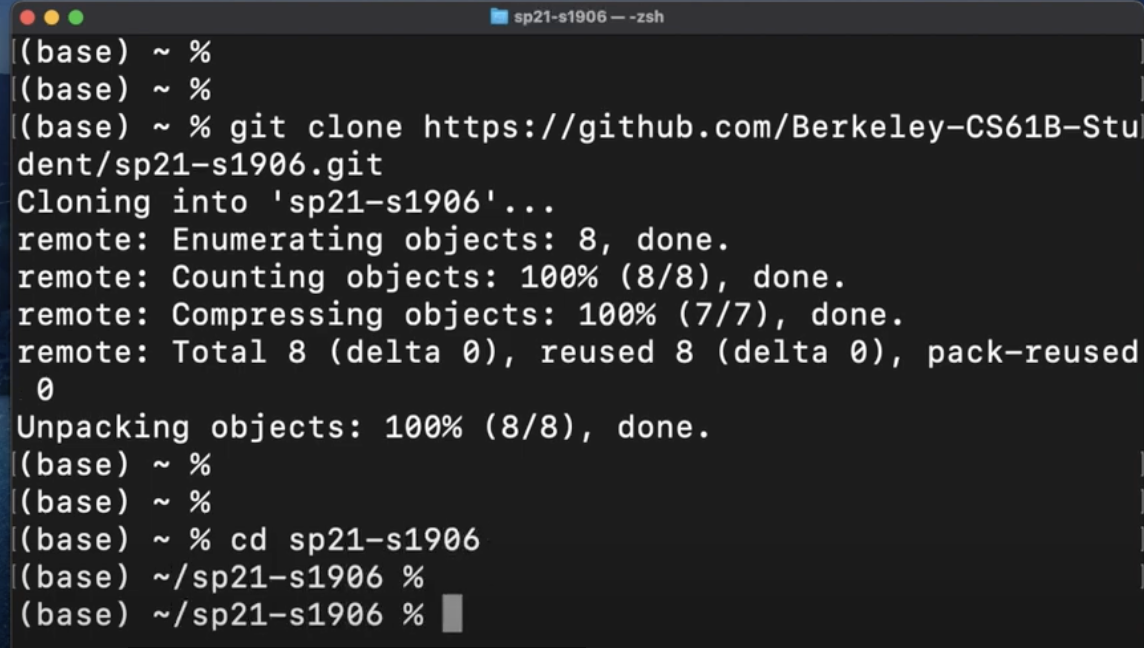 sp21-s1906 — -zsh
(base) ~ %
(base) ~ %
(base) ~ % git clone https://github.com/Berkeley-CS61B-Stu
dent/sp21-s1906.git
Cloning into 'sp21-s1906'...
remote: Enumerating objects: 8, done.
remote: Counting objects: 100% (8/8), done.
remote: Compressing objects: 100% (7/7), done.
remote: Total 8 (delta 0), reused 8 (delta 0), pack-reused
0
Unpacking objects: 100% (8/8), done.
(base) ~ %
(base) ~ %
(base) ~ % cd sp21-s1906
(base) ~/sp21-s1906 %
(base) ~/sp21-s1906 %